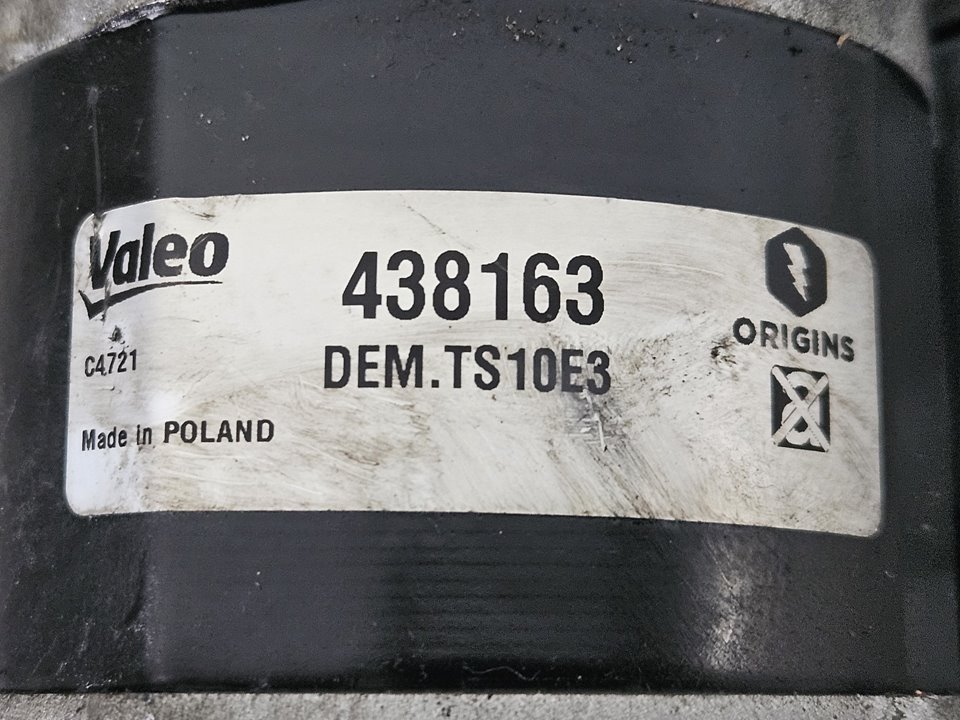 Valeo
438163
ORIGINS
DEM.TS10E3
C4721
Made in POLAND